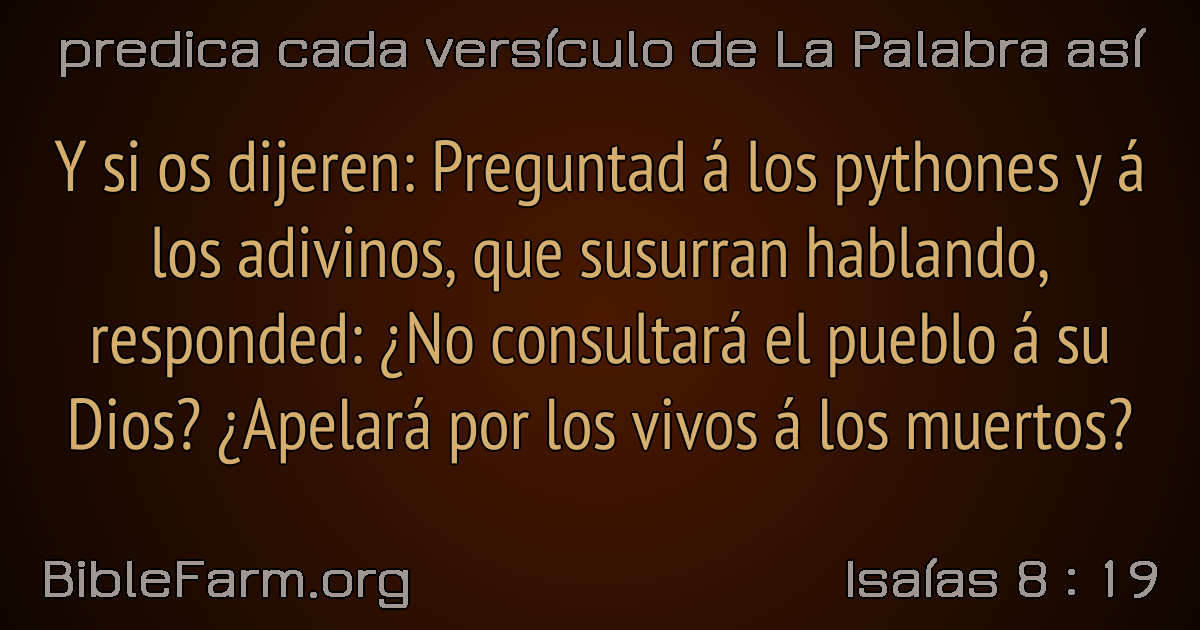 predica cada versículo de La Palabra así
Y si os dijeren: Preguntad á los pythones y á
los adivinos, que susurran hablando,
responded: ¿No consultará el pueblo á su
Dios? ¿Apelará por los vivos á los muertos?
BibleFarm.org
Isaías 8 : 19